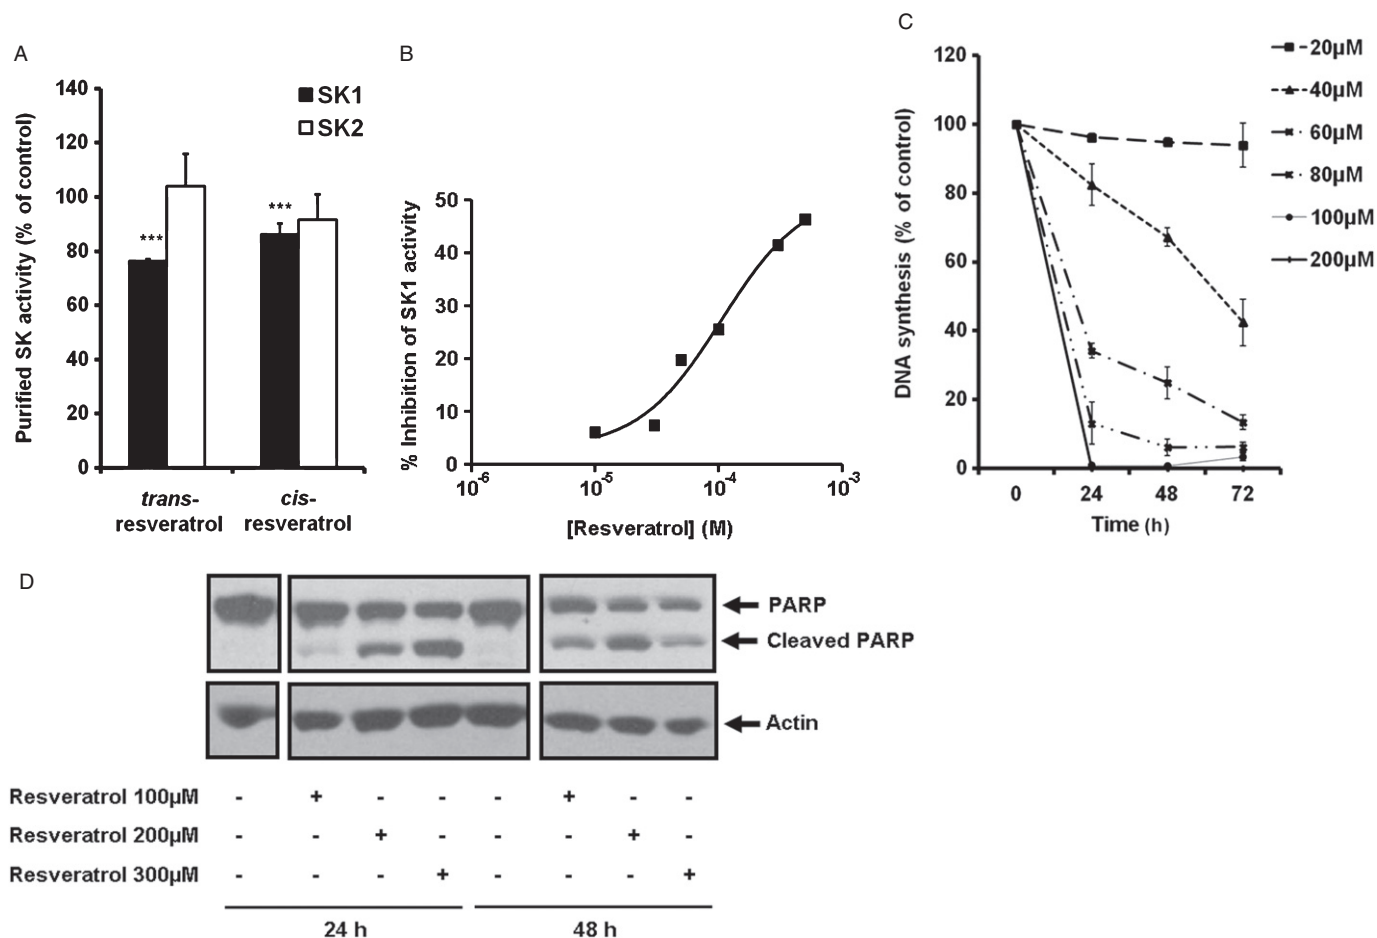 A
Purified SK activity (% of control)
140
120
100
80
60
40
20
0
SK1
SK2
***
***
trans-
resveratrol
cis-
resveratrol
B
% Inhibition of SK1 activity
50
40
30
20
10
0
10-6
10-5
10-4
10-3
[Resveratrol] (M)
C
DNA synthesis (% of control)
120
100
80
60
40
20
0
0 24 48 72
Time (h)
20µM
40µM
60µM
80µM
100µM
200µM
D
PARP
Cleaved PARP
Actin
Resveratrol 100µM - + - - - + - -
Resveratrol 200µM - - + - - - + -
Resveratrol 300µM - - - + - - - +
24 h
48 h